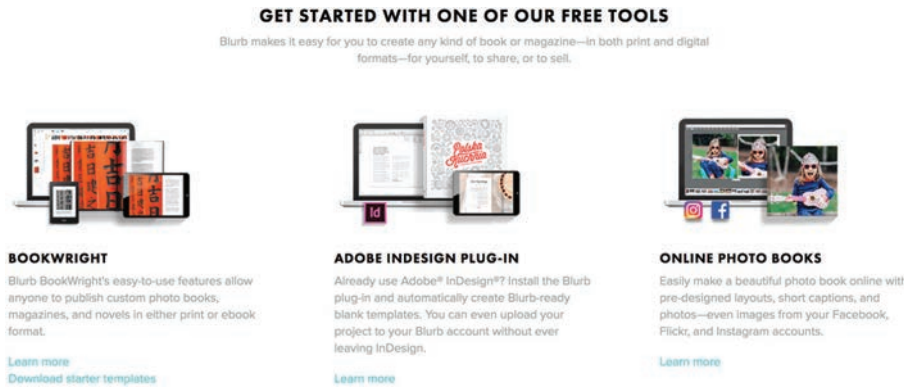 GET STARTED WITH ONE OF OUR FREE TOOLS
Blurb makes it easy for you to create any kind of book or magazine—in both print and digital
formats—for yourself, to share, or to sell.
Polska
Kuchnia
Id
BOOKWRIGHT
Blurb BookWright's easy-to-use features allow
anyone to publish custom photo books,
magazines, and novels in either print or ebook
format.
Learn more
Download starter templates
ADOBE INDESIGN PLUG-IN
Already use Adobe® InDesign®? Install the Blurb
plug-in and automatically create Blurb-ready
blank templates. You can even upload your
project to your Blurb account without ever
leaving InDesign.
Learn more
ONLINE PHOTO BOOKS
Easily make a beautiful photo book online with
pre-designed layouts, short captions, and
photos—even images from your Facebook,
Flickr, and Instagram accounts.
Learn more